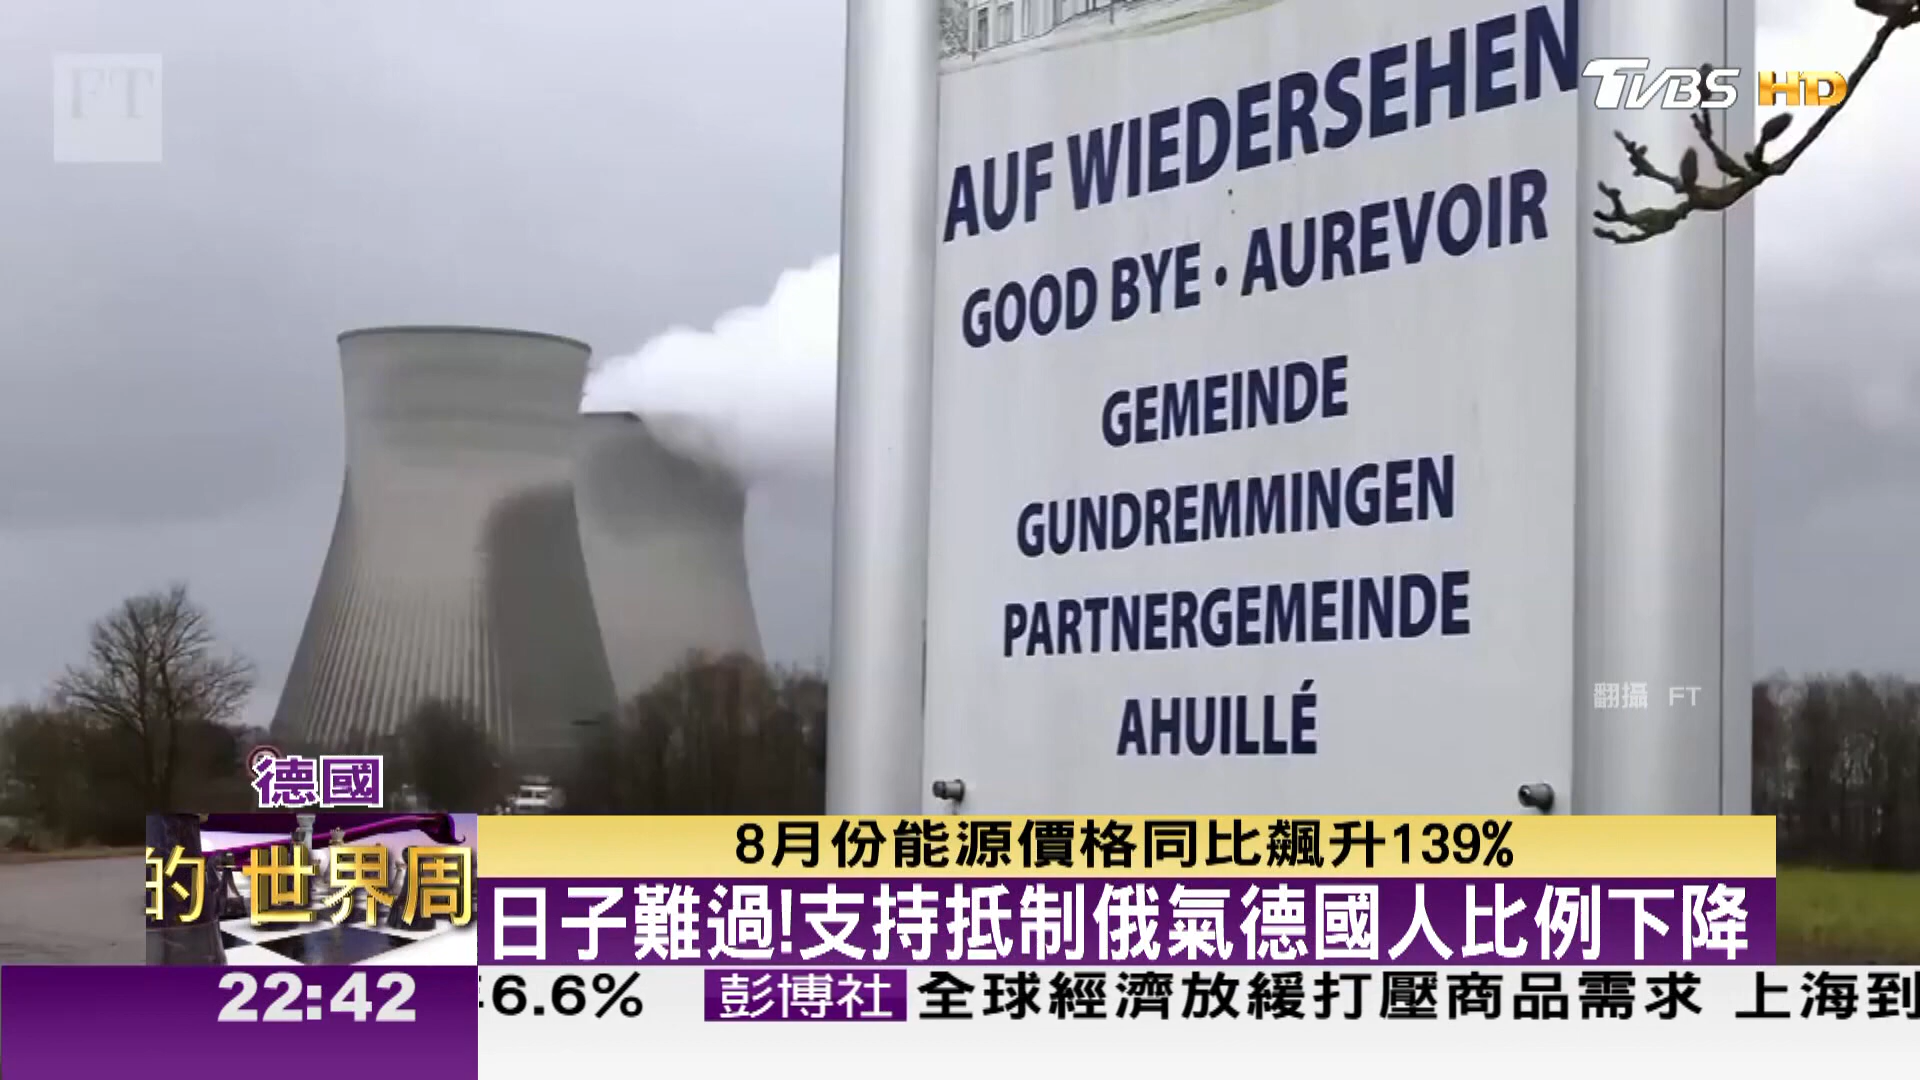 FT
TVBS HD
AUF WIEDERSEHEN
GOOD BYE · AUREVOIR
GEMEINDE
GUNDREMMINGEN
PARTNERGEMEINDE
AHUILLÉ
翻攝 FT
德國
8月份能源價格同比飆升139%
的 世界周
日子難過!支持抵制俄氣德國人比例下降
22:42
6.6% 彭博社 全球經濟放緩打壓商品需求 上海到